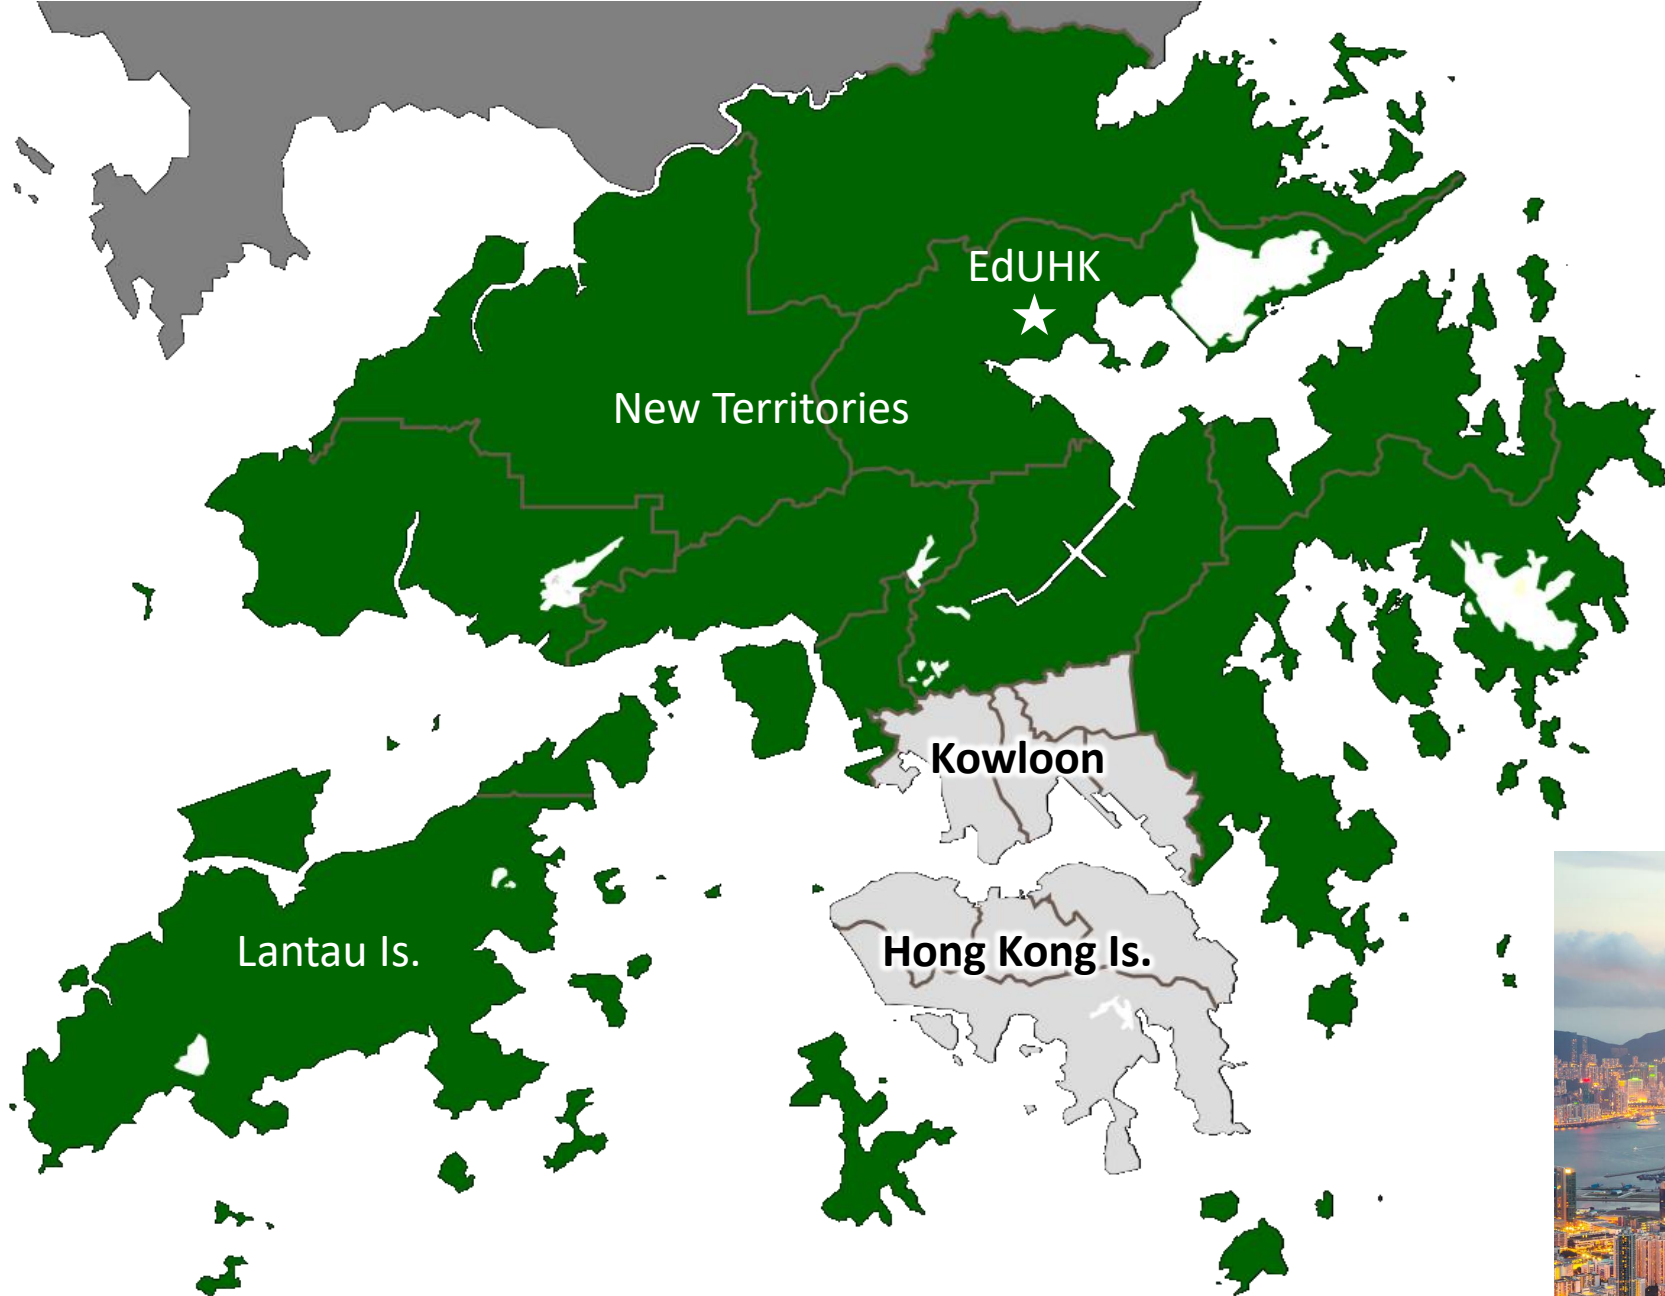 EdUHK
New Territories
Kowloon
Hong Kong Is.
Lantau Is.